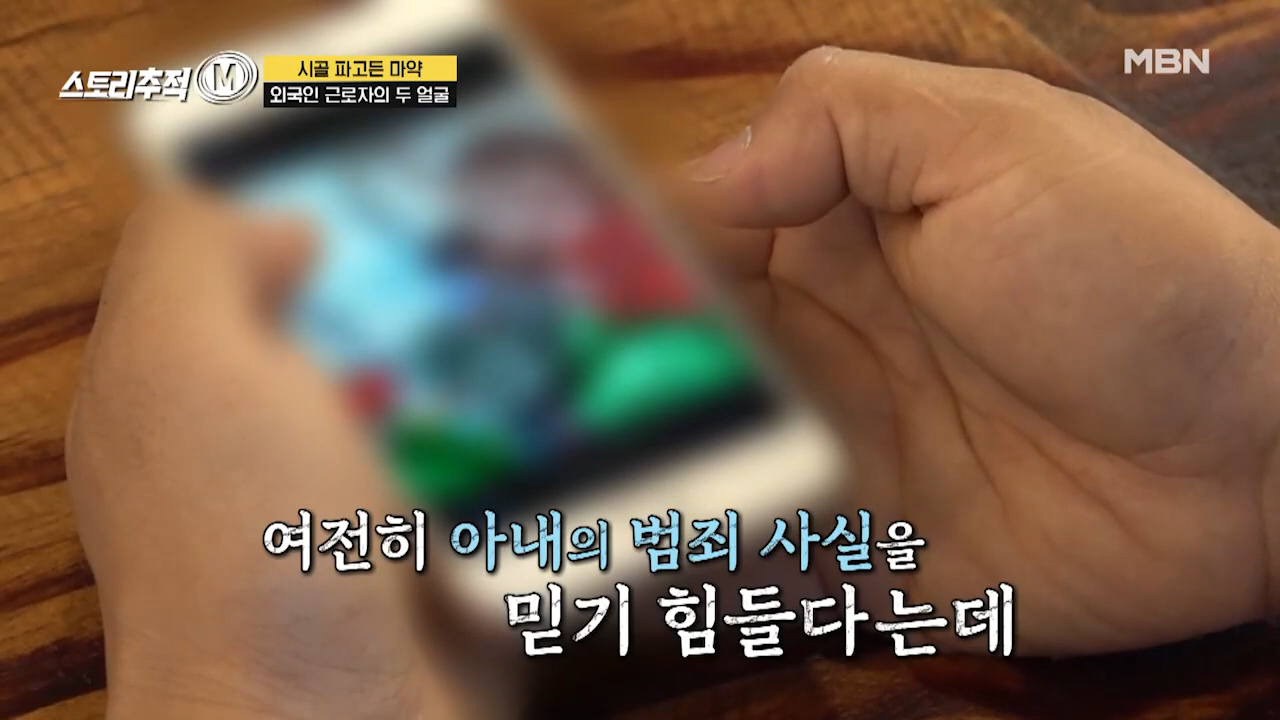 스토리추적 M
시골 파고든 마약
외국인 근로자의 두 얼굴
MBN
여전히 아내의 범죄 사실을
믿기 힘들다는데